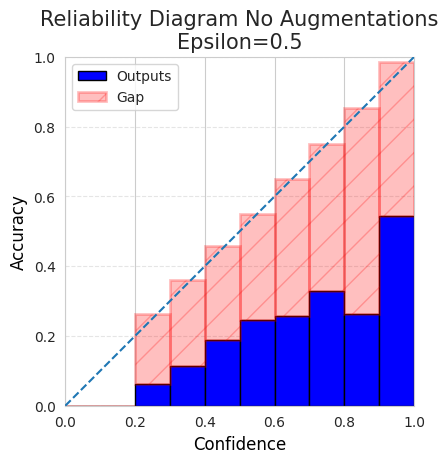 Reliability Diagram No Augmentations
Epsilon=0.5
Outputs
Gap
Accuracy
1.0
0.8
0.6
0.4
0.2
0.0
0.0 0.2 0.4 0.6 0.8 1.0
Confidence